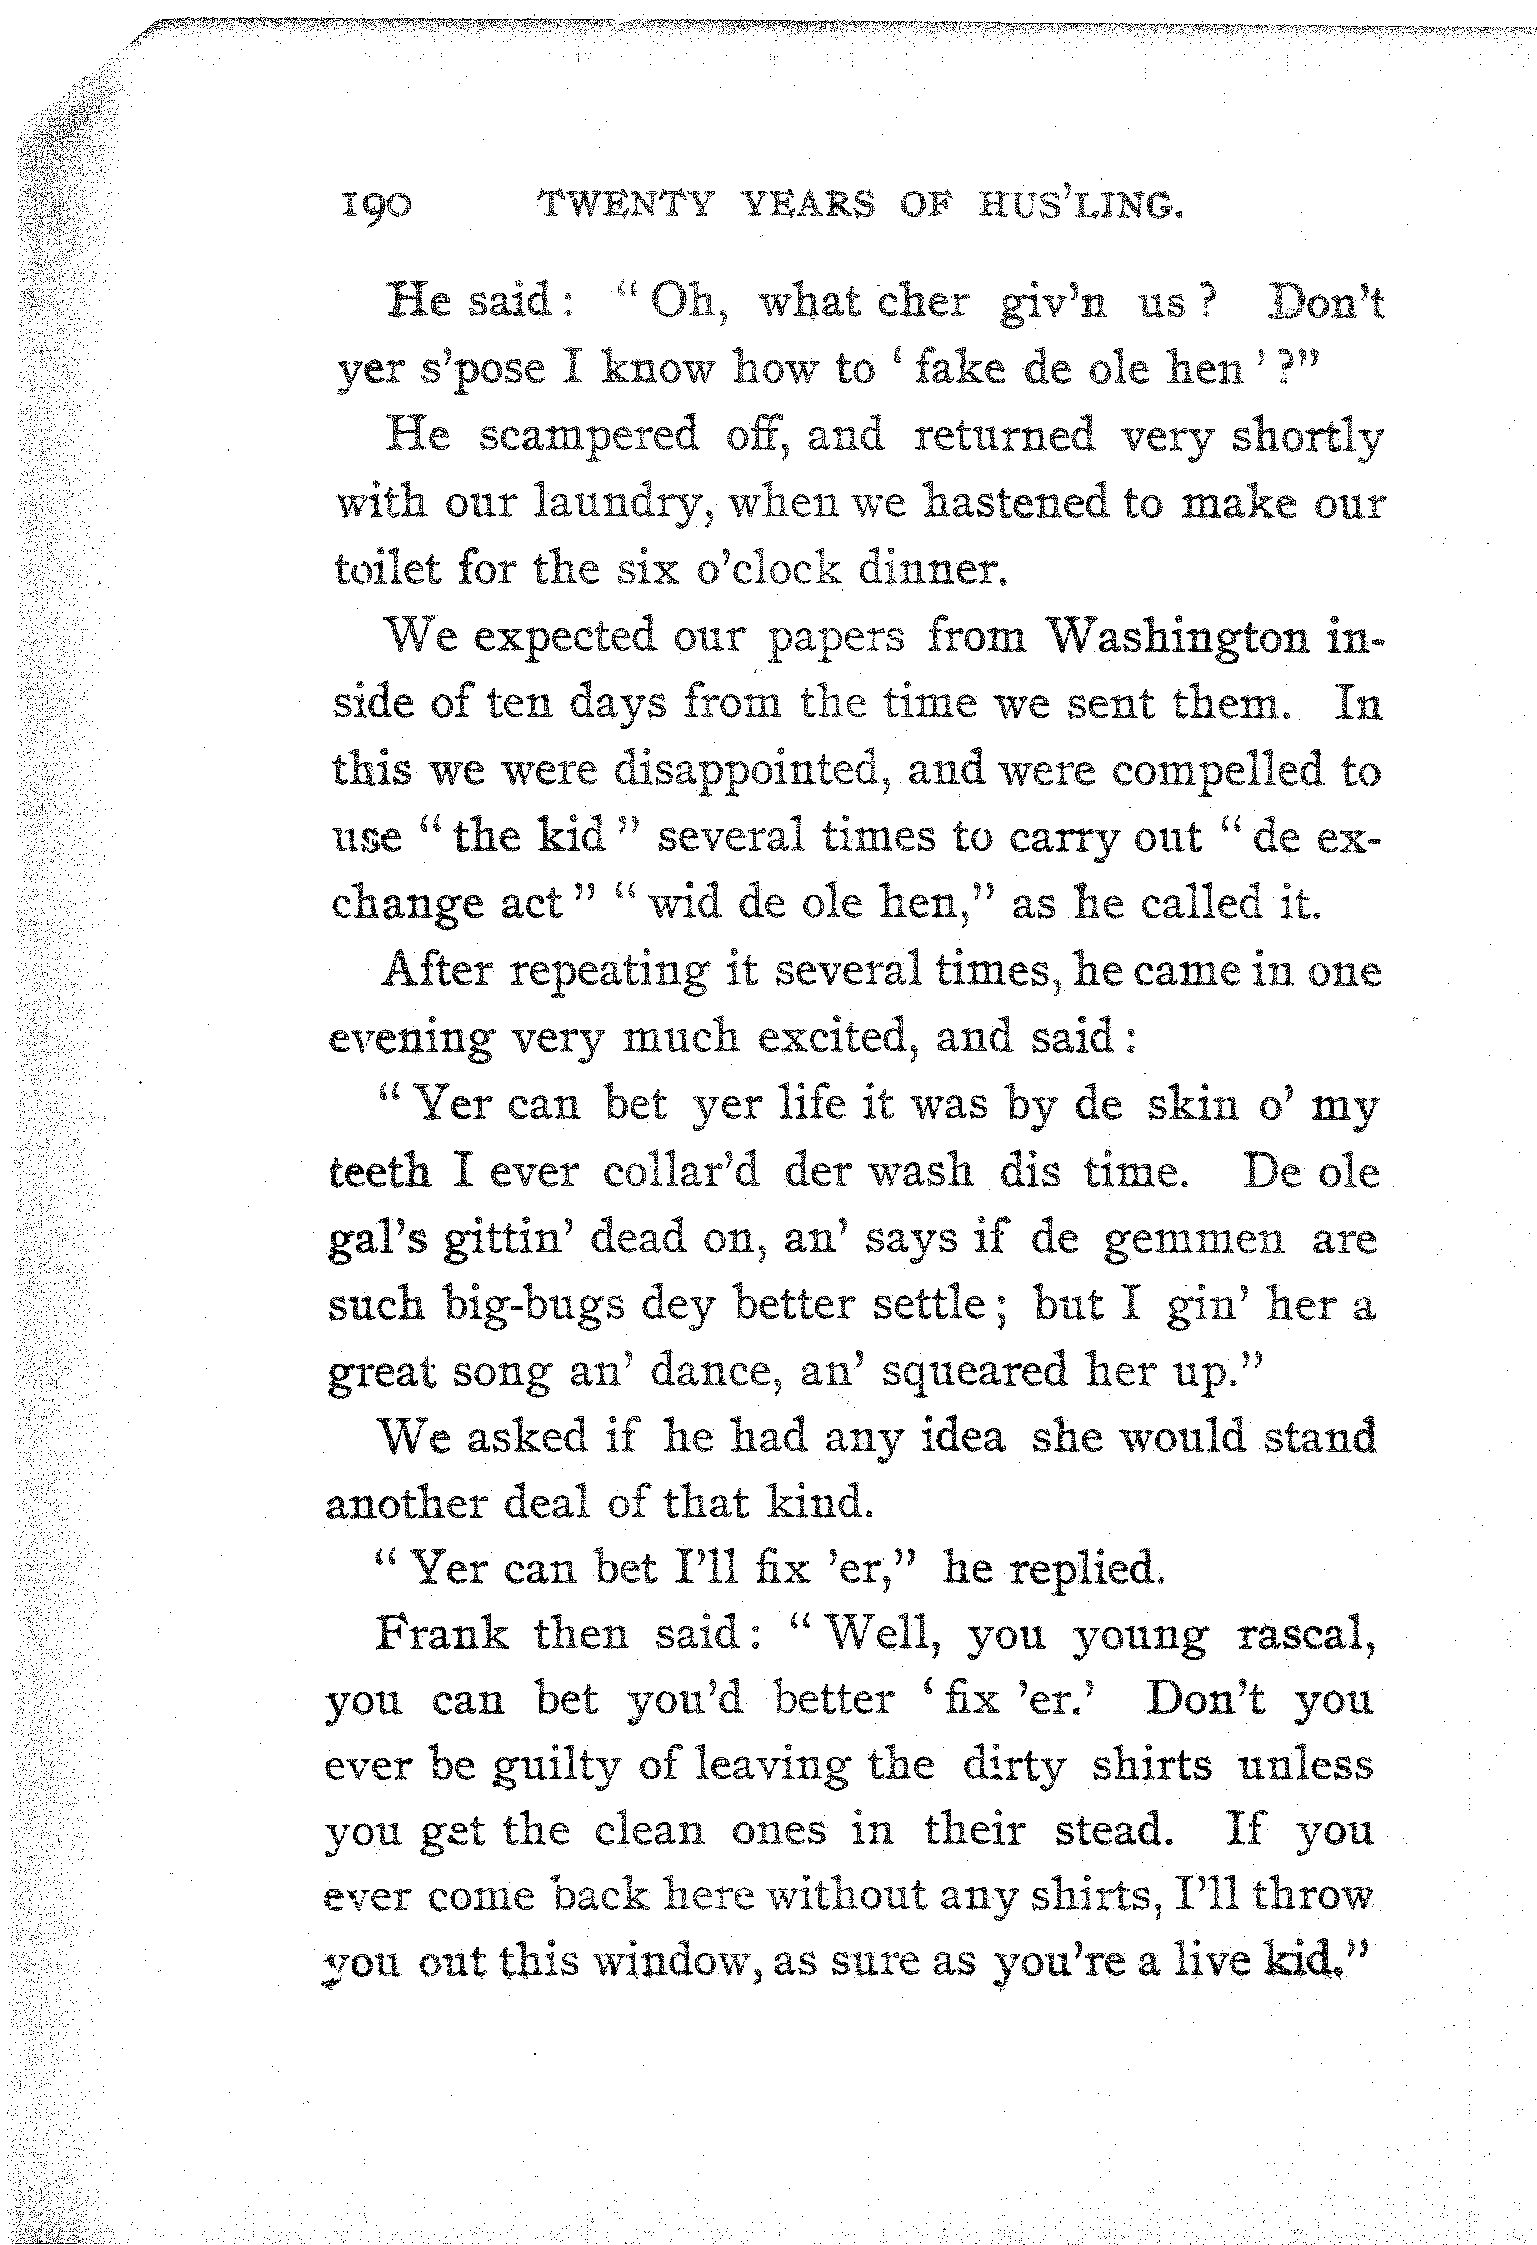 190 TWENTY YEARS OF HUS'LING.
He said: “Oh, what cher giv'n us? Don't
yer s'pose I know how to ‘fake de ole hen’?”
He scampered off, and returned very shortly
with our laundry, when we hastened to make our
toilet for the six o'clock dinner.
We expected our papers from Washington in-
side of ten days from the time we sent them. In
this we were disappointed, and were compelled to
use “the kid” several times to carry out “de ex-
change act” “wid de ole hen,” as he called it.
After repeating it several times, he came in one
evening very much excited, and said:
“Yer can bet yer life it was by de skin o' my
teeth I ever collar'd der wash dis time. De ole
gal's gittin' dead on, an' says if de gemmen are
such big-bugs dey better settle; but I gin' her a
great song an' dance, an' squeared her up.”
We asked if he had any idea she would stand
another deal of that kind.
“Yer can bet I'll fix 'er,” he replied.
Frank then said: “Well, you young rascal,
you can bet you'd better ‘fix 'er.’ Don't you
ever be guilty of leaving the dirty shirts unless
you get the clean ones in their stead. If you
ever come back here without any shirts, I'll throw
you out this window, as sure as you're a live kid.”